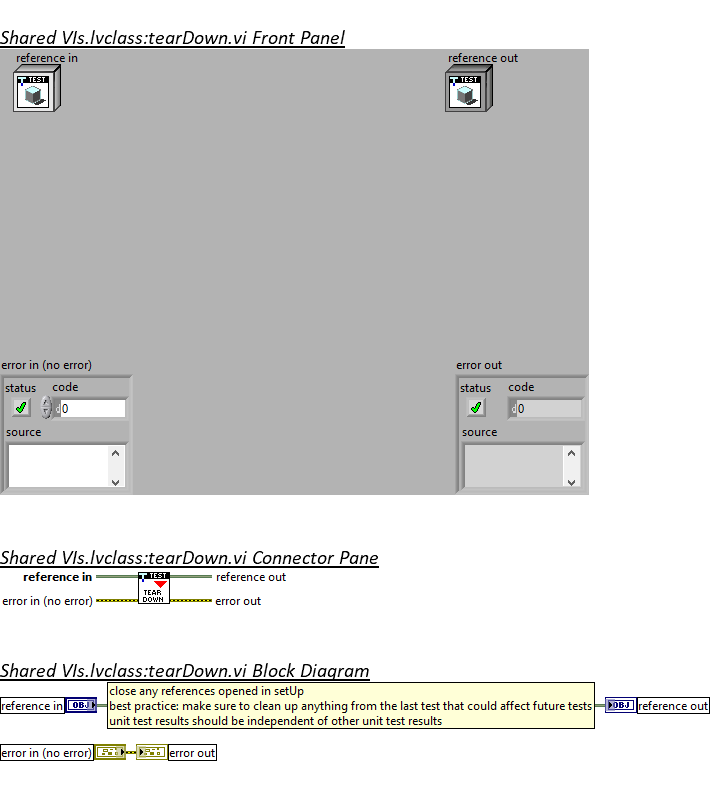 Shared VIs.lvclass:tearDown.vi Front Panel
reference in
reference out
TEST
TEST
error in (no error)
error out
status code
status code
d0
d0
source
source
Shared VIs.lvclass:tearDown.vi Connector Pane
reference in
TEST
reference out
TEAR
DOWN
error in (no error)
error out
Shared VIs.lvclass:tearDown.vi Block Diagram
close any references opened in setUp
reference in
OBJ
best practice: make sure to clean up anything from the last test that could affect future tests
OBJ
reference out
unit test results should be independent of other unit test results
error in (no error)
error out